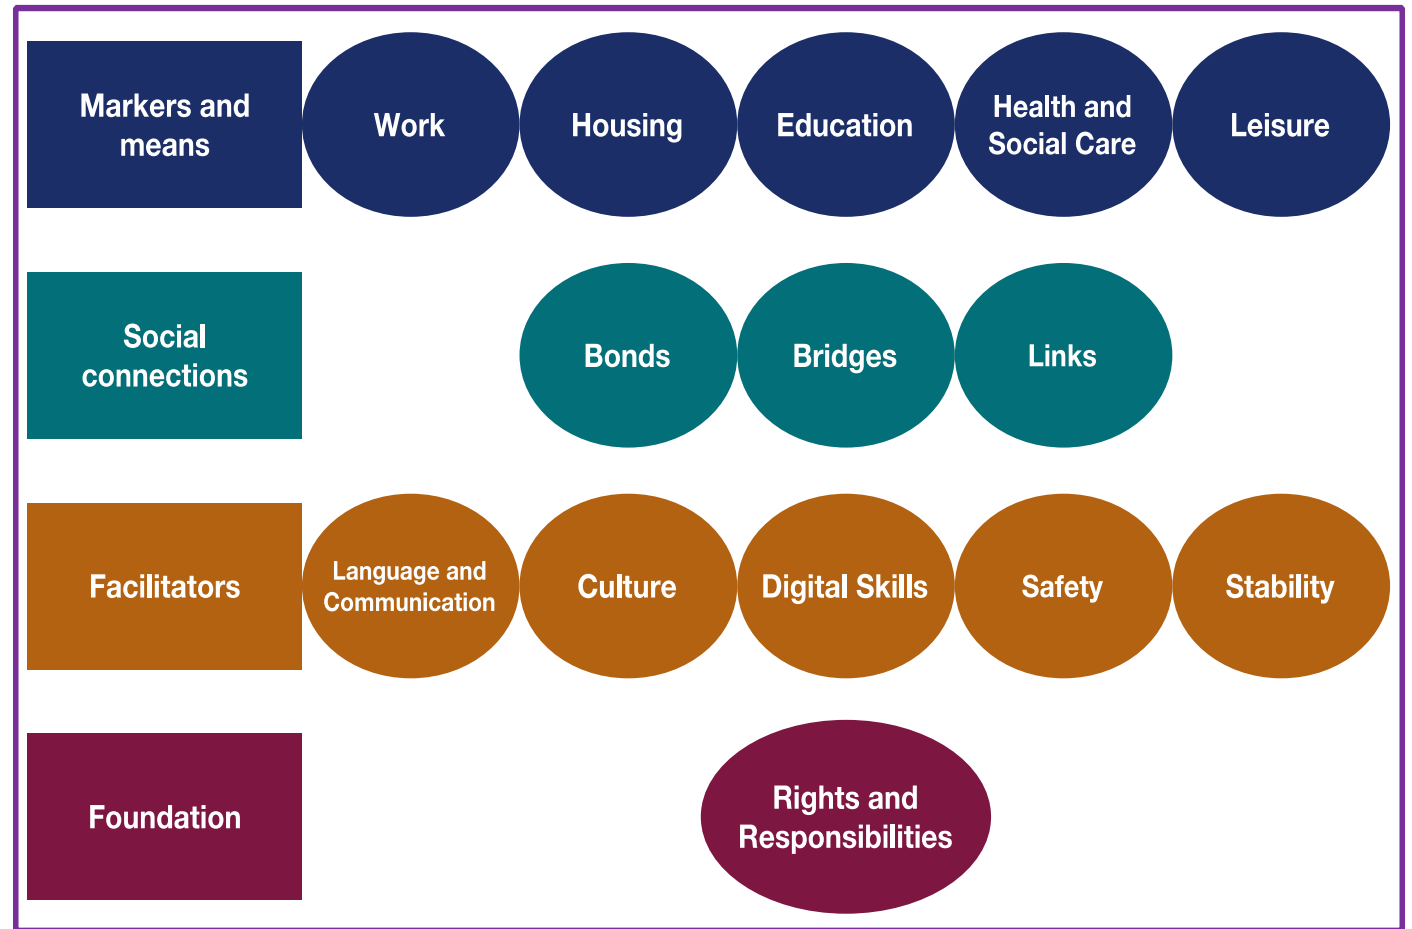 Markers and
means
Work
Housing
Education
Health and
Social Care
Leisure
Social
connections
Bonds
Bridges
Links
Facilitators
Language and
Communication
Culture
Digital Skills
Safety
Stability
Foundation
Rights and
Responsibilities